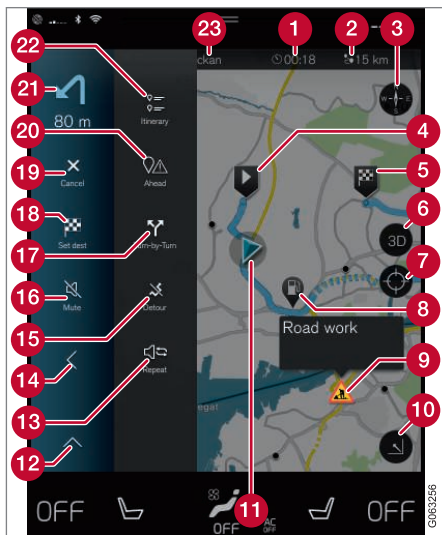 23 1 2 3
ckan 00:18 15 km
22
21
80 m
Itinerary
20
4
5
19
Cancel
Ahead
18
Set dest
17
rn-by-Turn
6
3D
7
16
Mute
15
Detour
8
Road work
14
13
Repeat
9
egat
10
12
11
OFF
OFF
AC
OFF
OFF
G063256